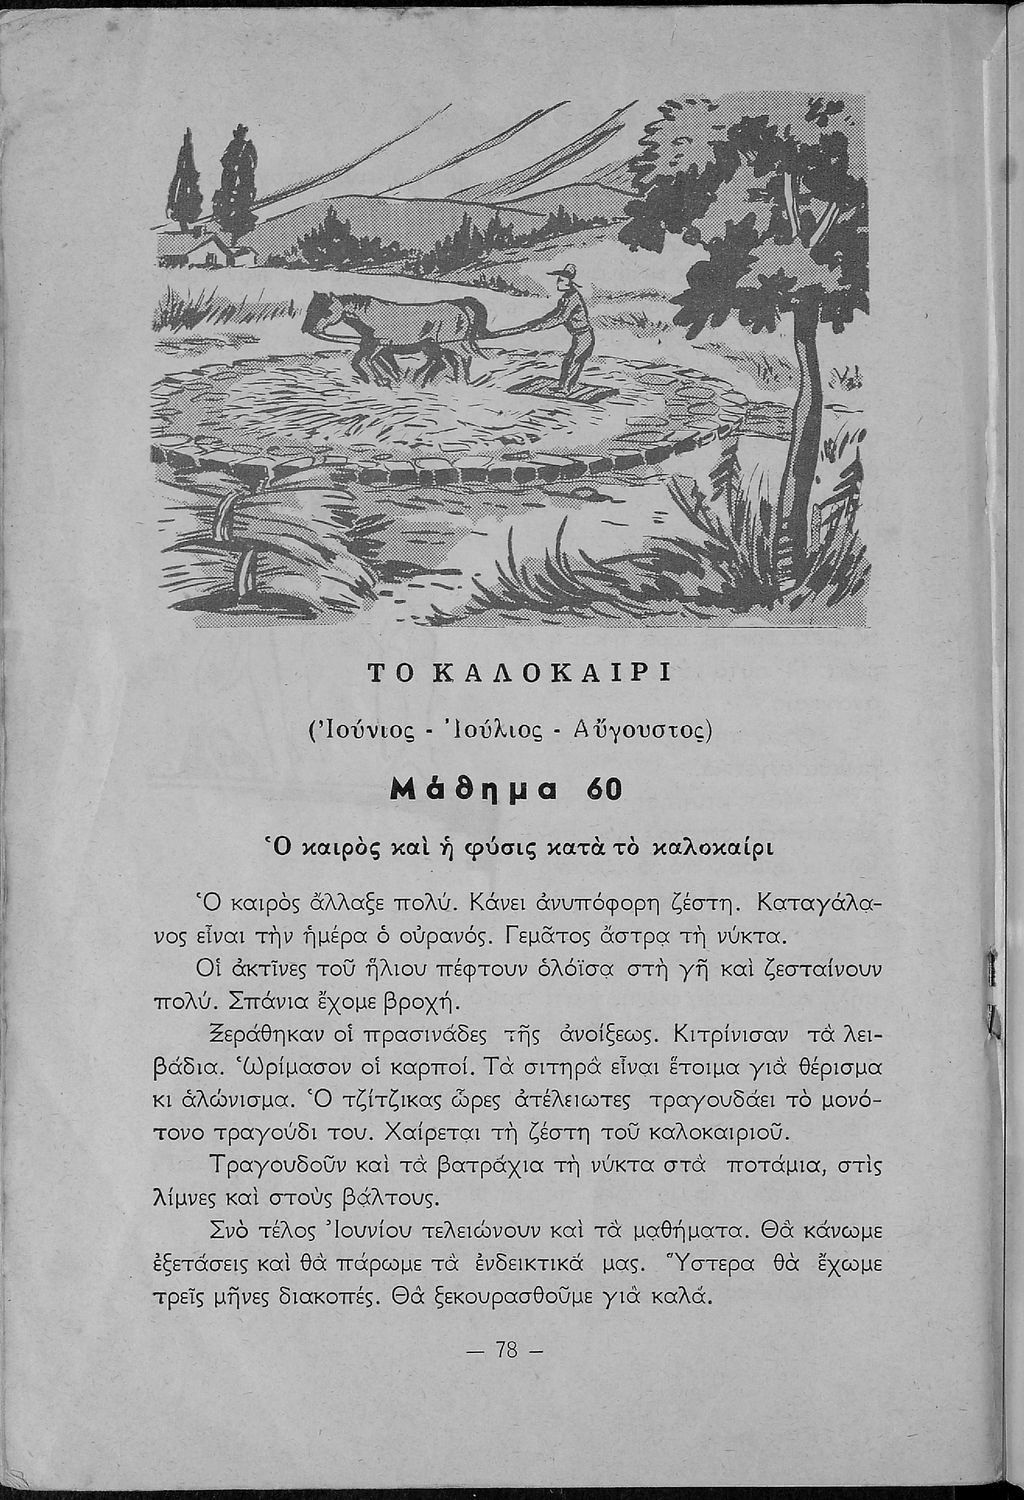 ΤΟ ΚΑΛΟΚΑΙΡΙ
(Ἰούνιος - Ἰούλιος - Αὔγουστος)
Μάθημα 60
Ὁ καιρὸς καὶ ἡ φύσις κατὰ τὸ καλοκαίρι
Ὁ καιρὸς ἄλλαξε πολύ. Κάνει ἀνυπόφορη ζέστη. Καταγάλα-
νος εἶναι τὴν ἡμέρα ὁ οὐρανός. Γεμᾶτος ἄστρα τὴ νύκτα.
Οἱ ἀκτῖνες τοῦ ἥλιου πέφτουν ὁλόϊσα στὴ γῆ καὶ ζεσταίνουν
πολύ. Σπάνια ἔχομε βροχή.
Ξεράθηκαν οἱ πρασινάδες τῆς ἀνοίξεως. Κιτρίνισαν τὰ λει-
βάδια. Ὡρίμασον οἱ καρποί. Τὰ σιτηρὰ εἶναι ἕτοιμα γιὰ θέρισμα
κι ἁλώνισμα. Ὁ τζίτζικας ὧρες ἀτέλειωτες τραγουδάει τὸ μονό-
τονο τραγούδι του. Χαίρεται τὴ ζέστη τοῦ καλοκαιριοῦ.
Τραγουδοῦν καὶ τὰ βατράχια τὴ νύκτα στὰ ποτάμια, στὶς
λίμνες καὶ στοὺς βάλτους.
Σνὸ τέλος Ἰουνίου τελειώνουν καὶ τὰ μαθήματα. Θὰ κάνωμε
ἐξετάσεις καὶ θὰ πάρωμε τὰ ἐνδεικτικά μας. Ὕστερα θὰ ἔχωμε
τρεῖς μῆνες διακοπές. Θὰ ξεκουρασθοῦμε γιὰ καλά.
— 78 —